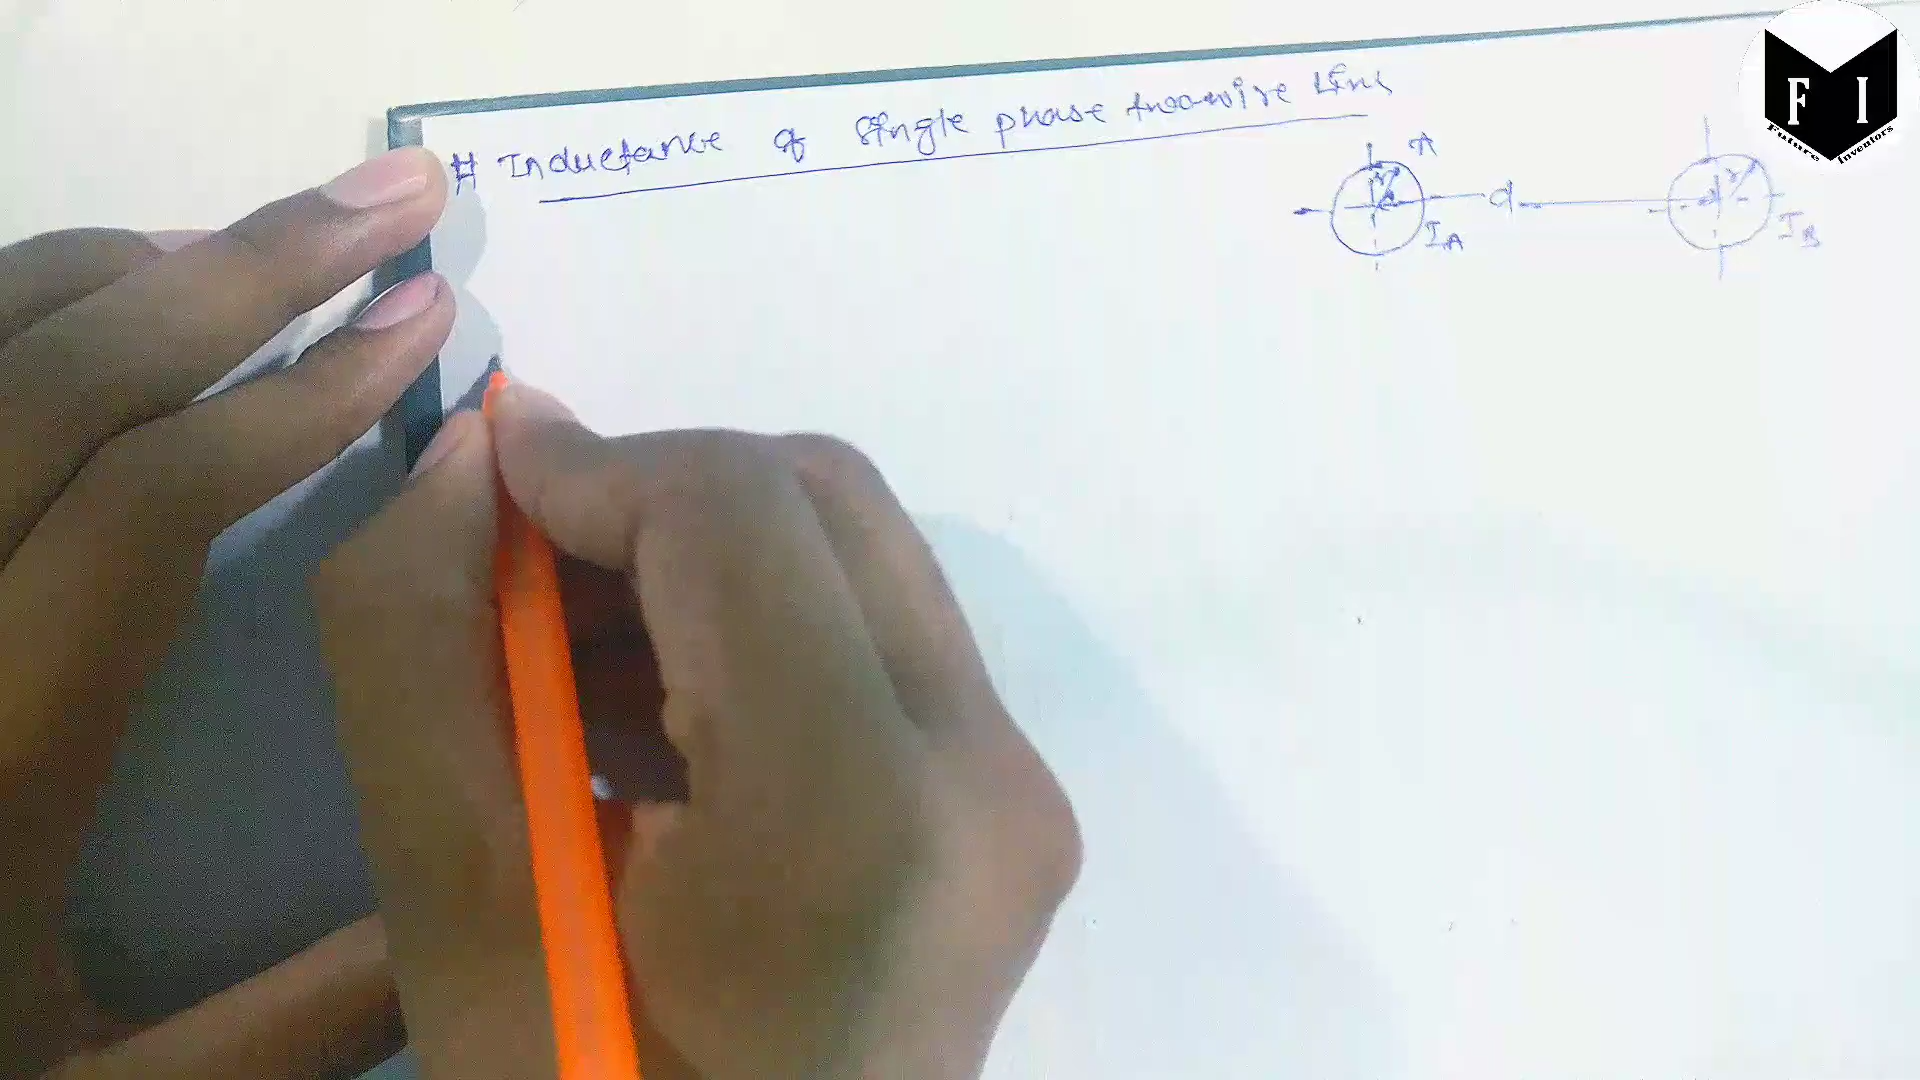 # Inductance of Single phase two-wire line
A
r
d
r
I_A
I_B
F I
Future Inventors